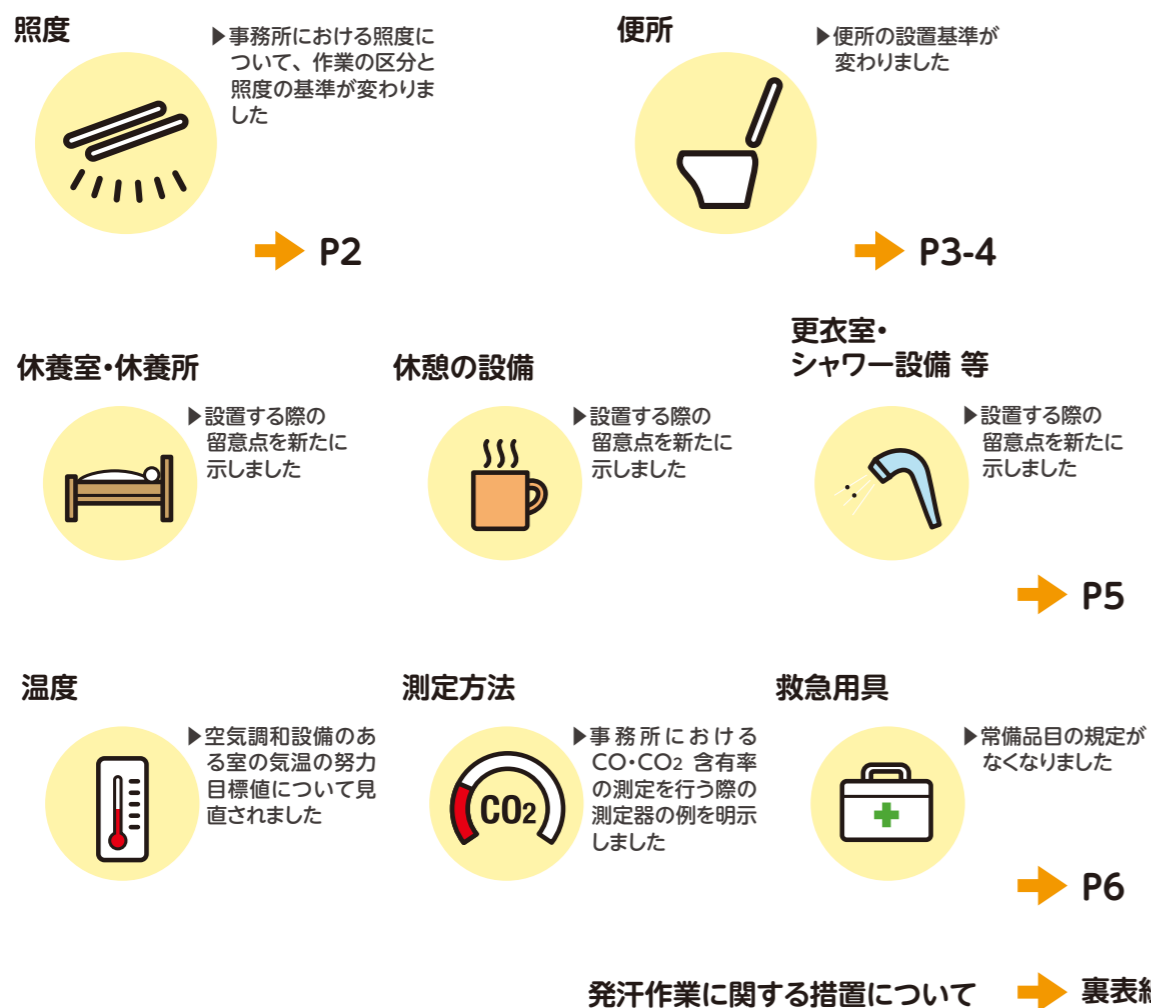 照度
▶事務所における照度に
ついて、作業の区分と
照度の基準が変わりま
した
P2
便所
▶便所の設置基準が
変わりました
P3-4
休養室・休養所
▶設置する際の
留意点を新たに
示しました
休憩の設備
▶設置する際の
留意点を新たに
示しました
更衣室・
シャワー設備 等
▶設置する際の
留意点を新たに
示しました
P5
温度
▶空気調和設備のあ
る室の気温の努力
目標値について見
直されました
測定方法
CO2
▶事務所における
CO・CO2 含有率
の測定を行う際の
測定器の例を明示
しました
救急用具
▶常備品目の規定が
なくなりました
P6
発汗作業に関する措置について
裏表